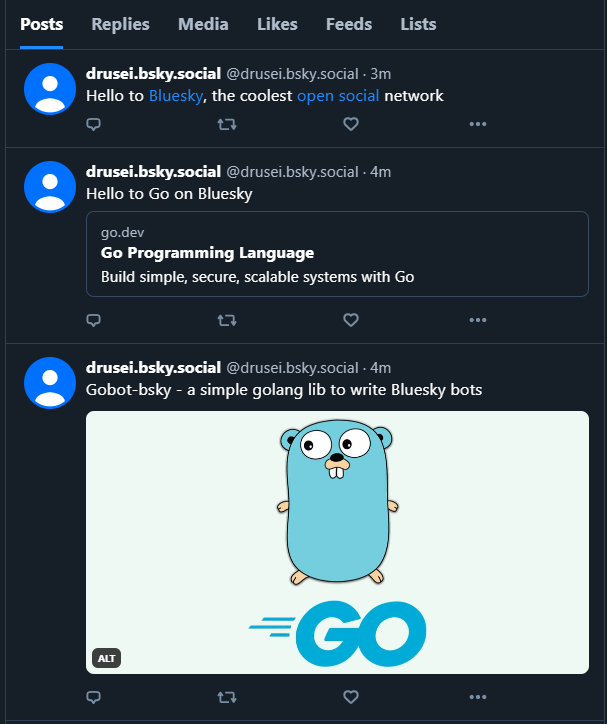 Posts Replies Media Likes Feeds Lists
drusei.bsky.social @drusei.bsky.social · 3m
Hello to Bluesky, the coolest open social network
drusei.bsky.social @drusei.bsky.social · 4m
Hello to Go on Bluesky
go.dev
Go Programming Language
Build simple, secure, scalable systems with Go
drusei.bsky.social @drusei.bsky.social · 4m
Gobot-bsky - a simple golang lib to write Bluesky bots
GO
ALT